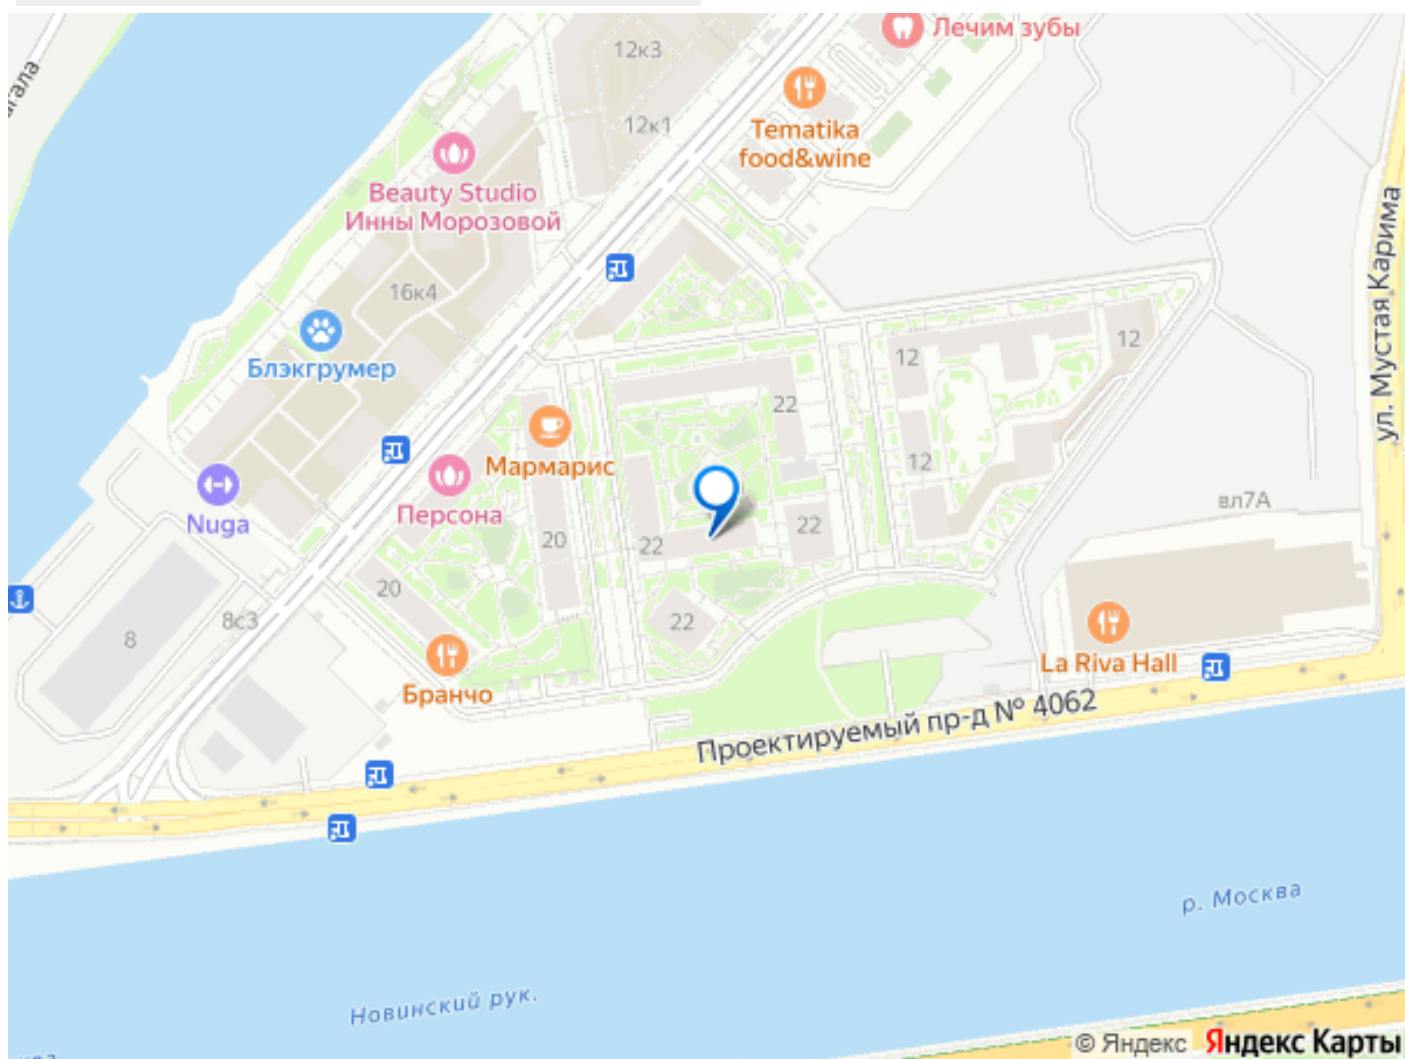 Лечим зубы
12к3
12к1
Tematika
food&wine
Beauty Studio
Инны Морозовой
ул. Мустая Карима
16к4
12
12
22
Блэкгрумер
Мармарис
12
Персона
вл7А
Nuga
22
20
22
20
22
8с3
8
La Riva Hall
Бранчо
Проектируемый пр-д № 4062
р. Москва
Новинский рук.
© Яндекс Яндекс Карты